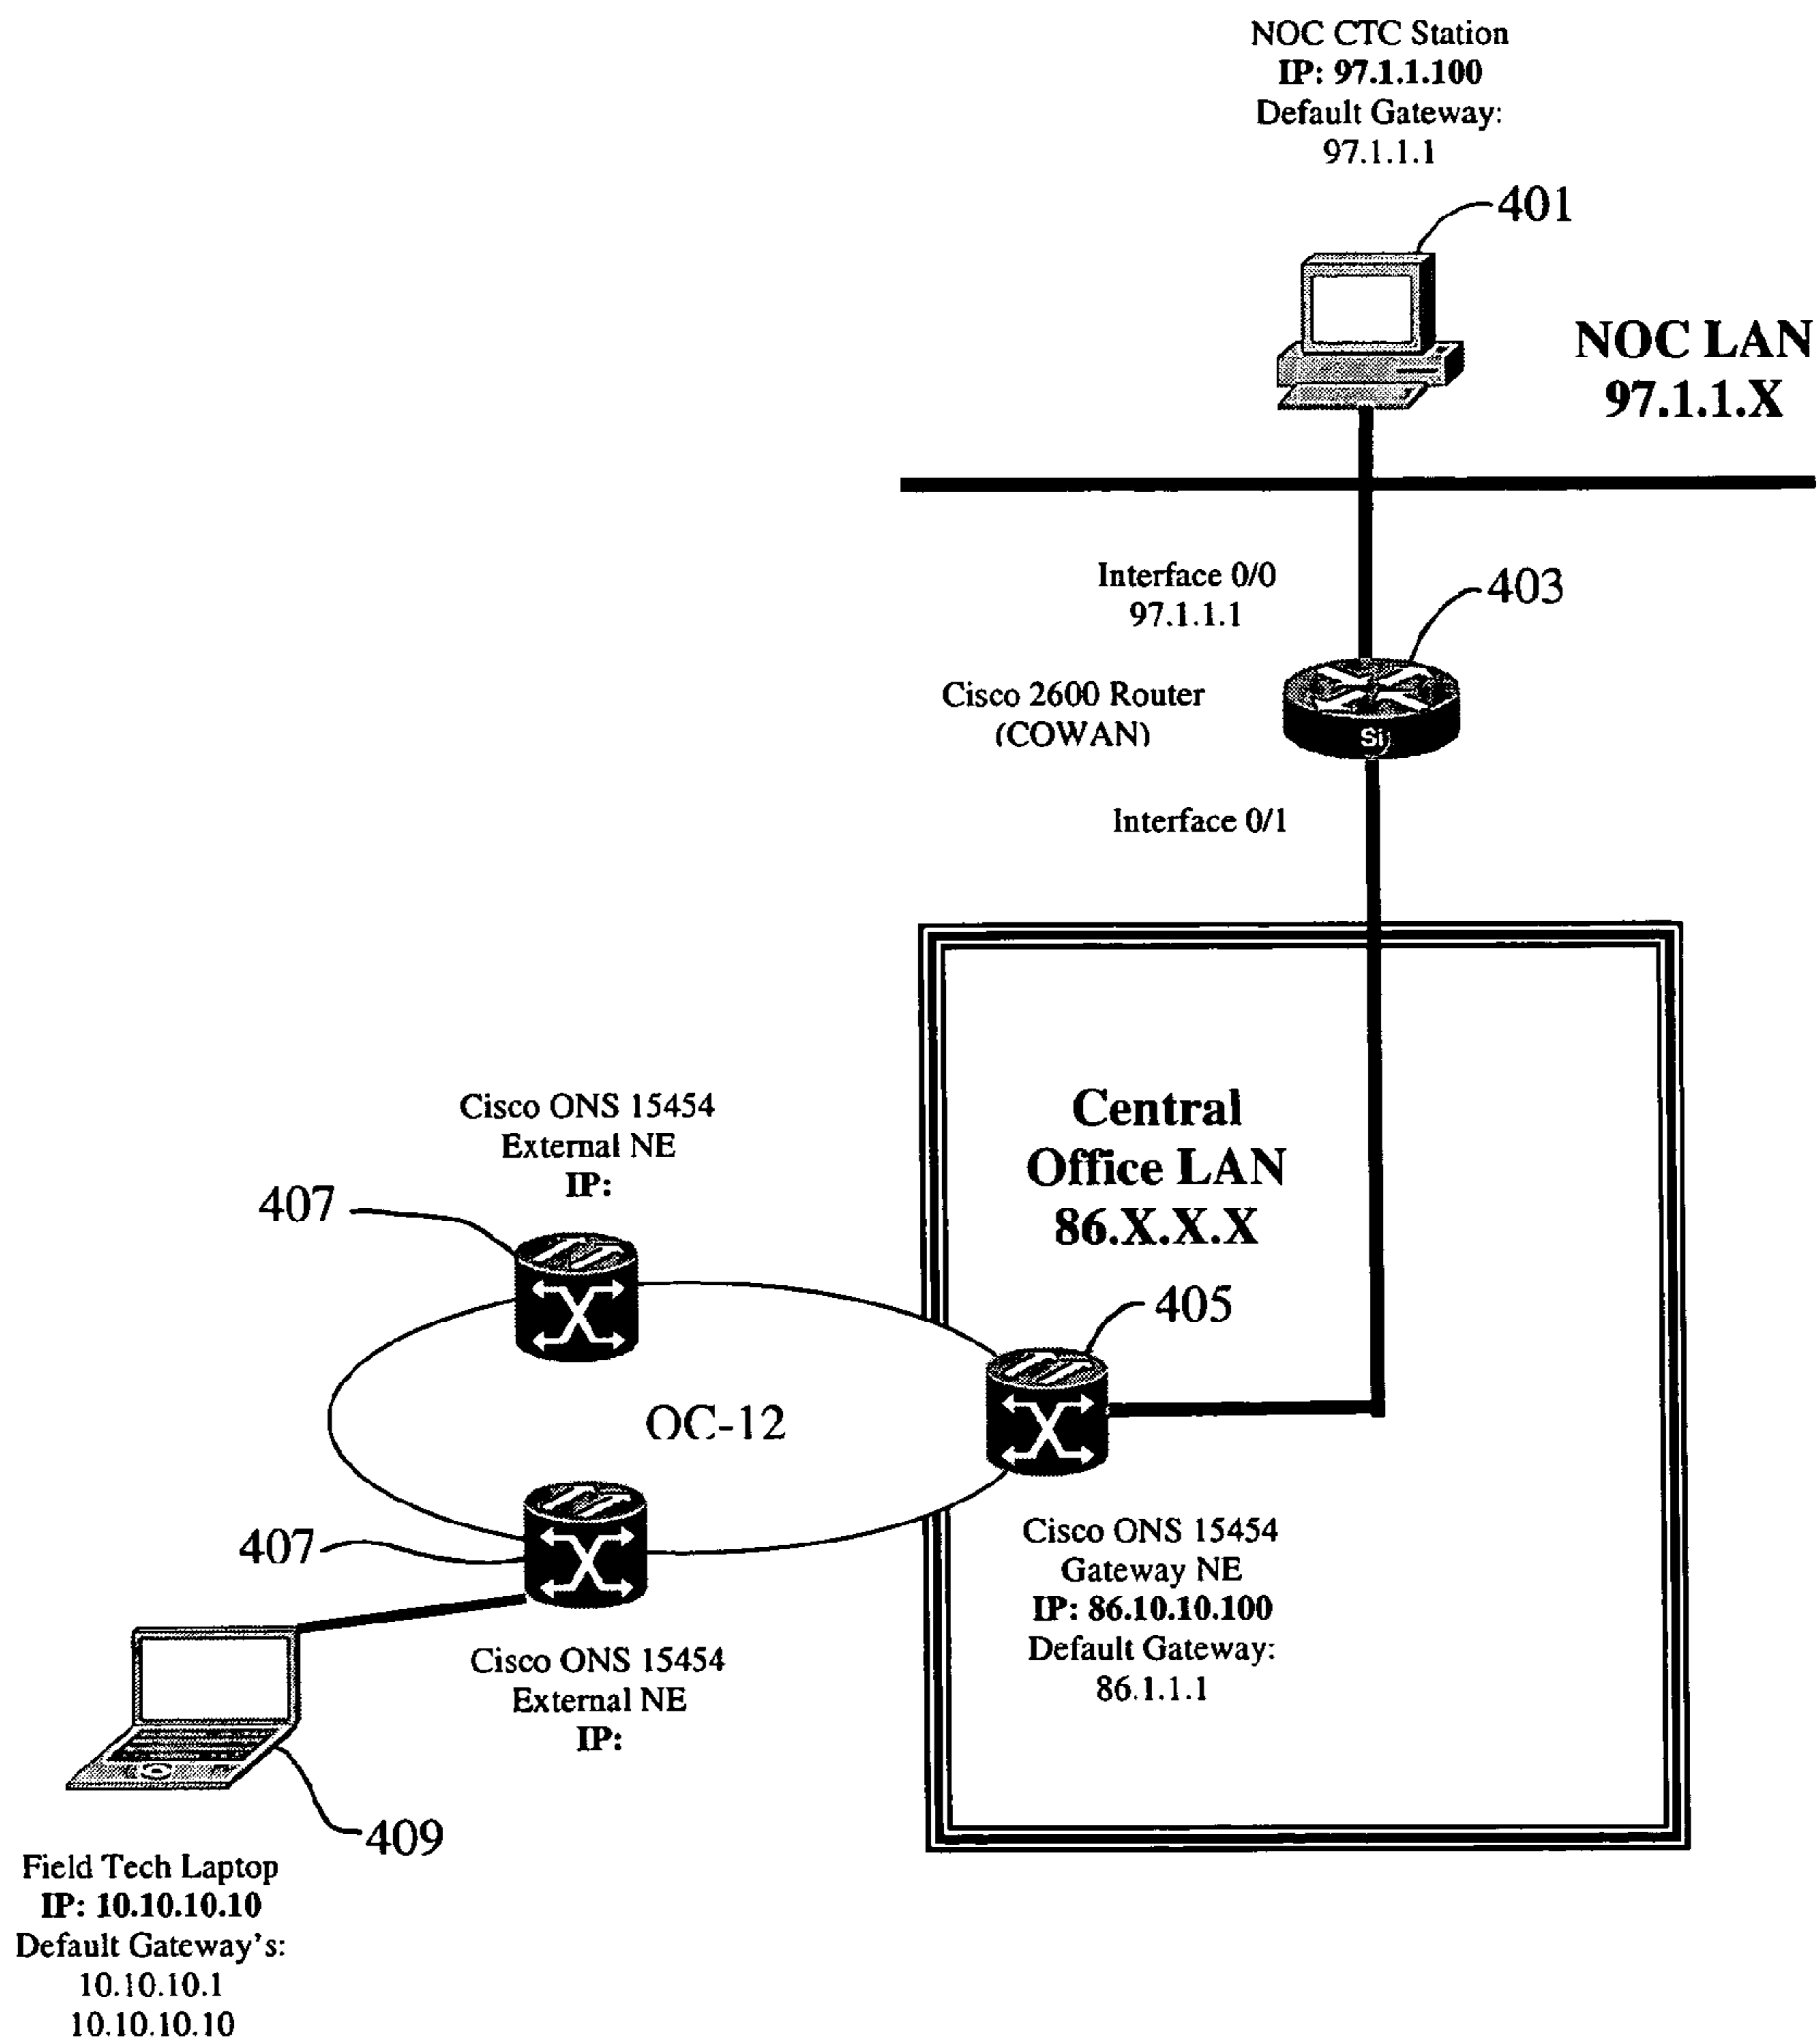 NOC CTC Station
IP: 97.1.1.100
Default Gateway:
97.1.1.1
401
NOC LAN
97.1.1.X
Interface 0/0
97.1.1.1
403
Cisco 2600 Router
(COWAN)
Si
Interface 0/1
Central
Office LAN
86.X.X.X
Cisco ONS 15454
External NE
IP:
407
405
OC-12
407
Cisco ONS 15454
Gateway NE
IP: 86.10.10.100
Default Gateway:
86.1.1.1
Cisco ONS 15454
External NE
IP:
409
Field Tech Laptop
IP: 10.10.10.10
Default Gateway's:
10.10.10.1
10.10.10.10